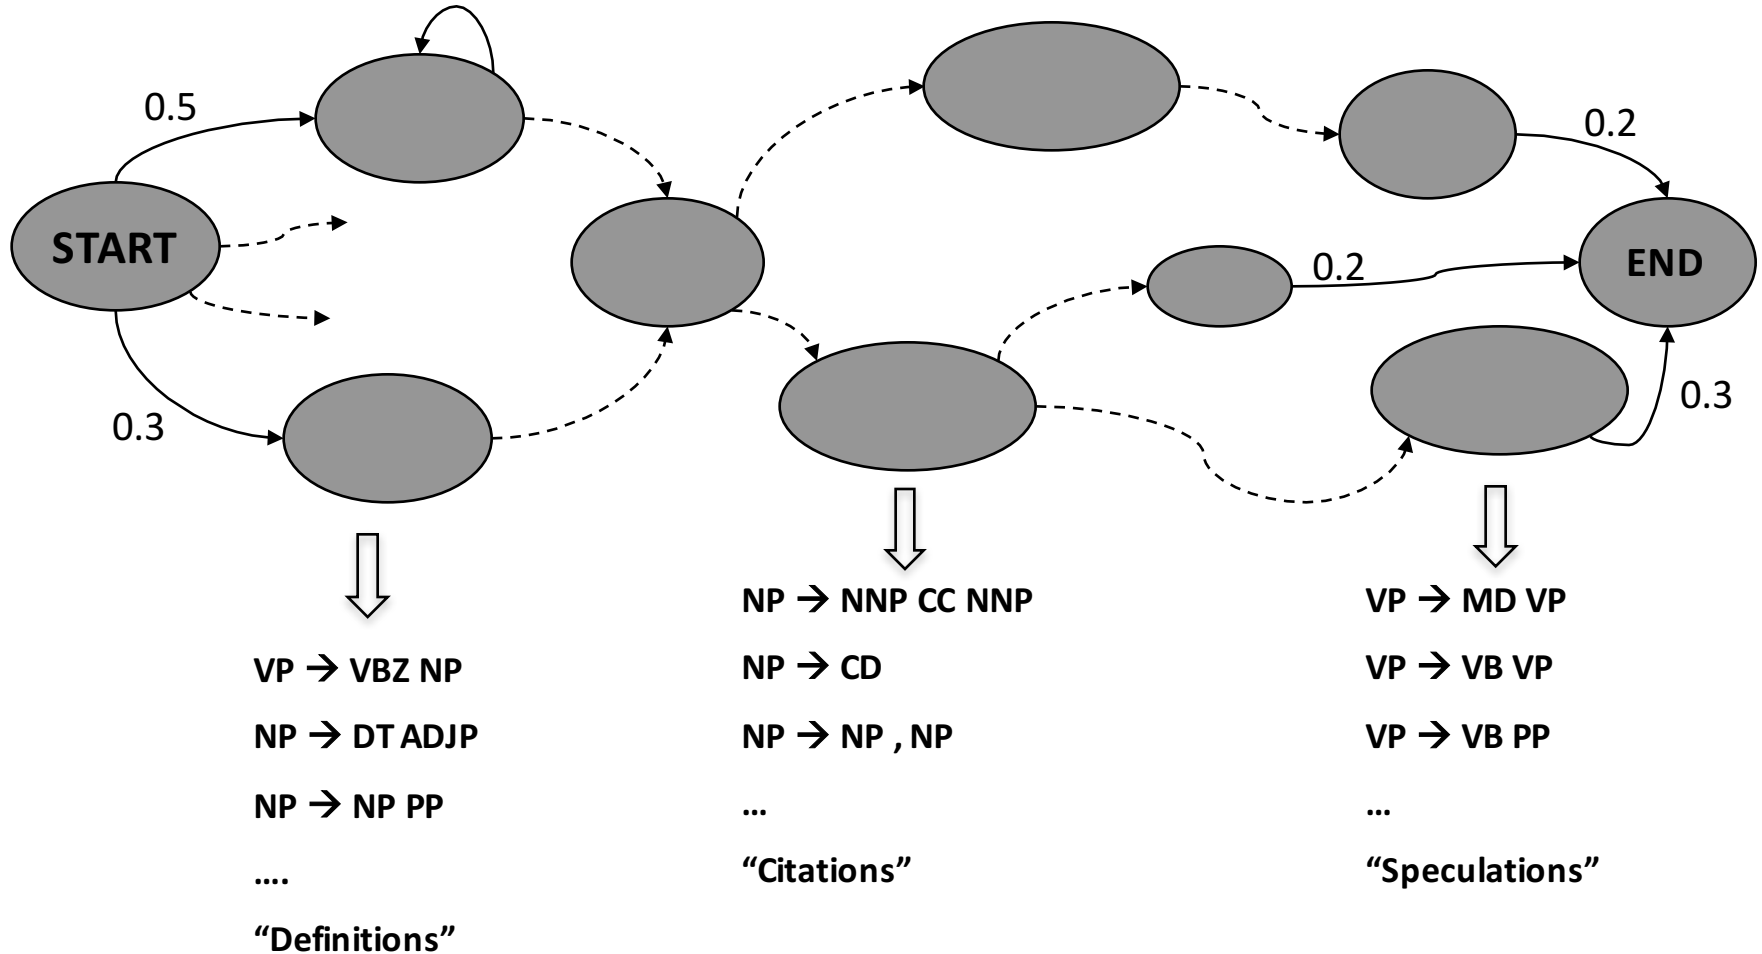 0.5
0.2
START
0.2
END
0.3
0.3
VP → VBZ NP
NP → DT ADJP
NP → NP PP
....
“Definitions”
NP → NNP CC NNP
NP → CD
NP → NP , NP
...
“Citations”
VP → MD VP
VP → VB VP
VP → VB PP
...
“Speculations”